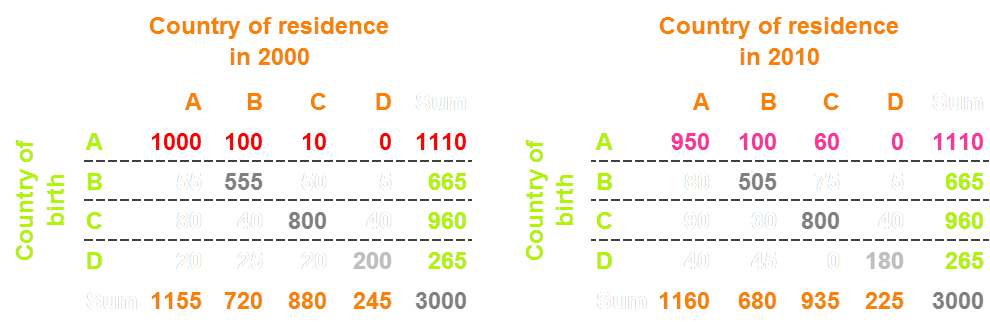 Country of residence
in 2000
A B C D Sum
Country of
birth
A 1000 100 10 0 1110
B 55 555 50 5 665
C 80 40 800 40 960
D 20 25 20 200 265
Sum 1155 720 880 245 3000
Country of residence
in 2010
A B C D Sum
Country of
birth
A 950 100 60 0 1110
B 80 505 75 5 665
C 90 30 800 40 960
D 40 45 0 180 265
Sum 1160 680 935 225 3000